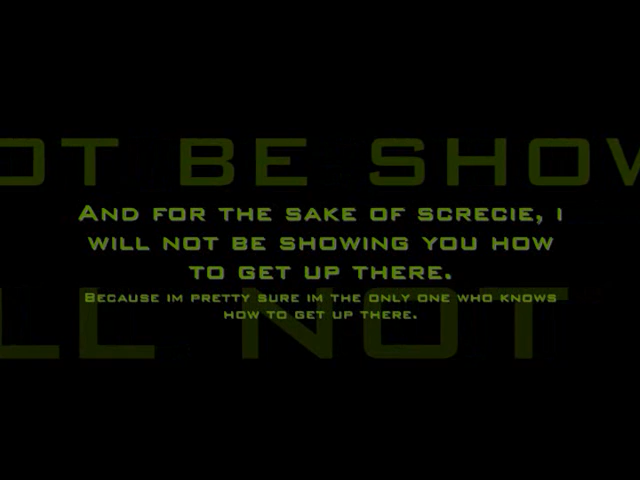 OT BE SHOW
And for the sake of screcie, i
will not be showing you how
to get up there.
Because im pretty sure im the only one who knows
how to get up there.
LL NOT